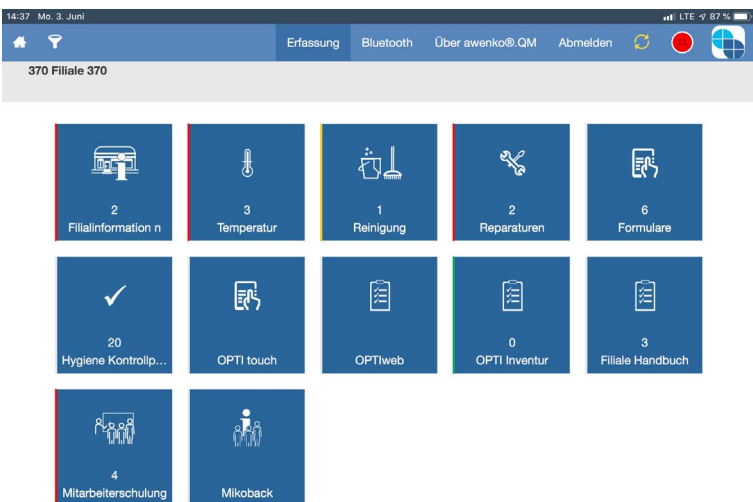 14:37 Mo. 3. Juni LTE 87 %
Erfassung Bluetooth Über awenko®.QM Abmelden
370 Filiale 370
2
Filialinformation n
3
Temperatur
1
Reinigung
2
Reparaturen
6
Formulare
20
Hygiene Kontrollp...
OPTI touch
OPTIweb
0
OPTI Inventur
3
Filiale Handbuch
4
Mitarbeiterschulung
Mikoback